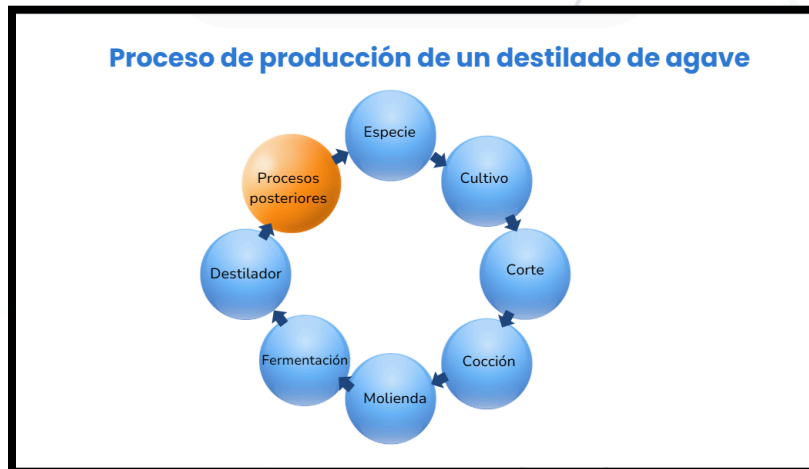 Proceso de producción de un destilado de agave
Especie
Cultivo
Corte
Cocción
Molienda
Fermentación
Destilador
Procesos
posteriores